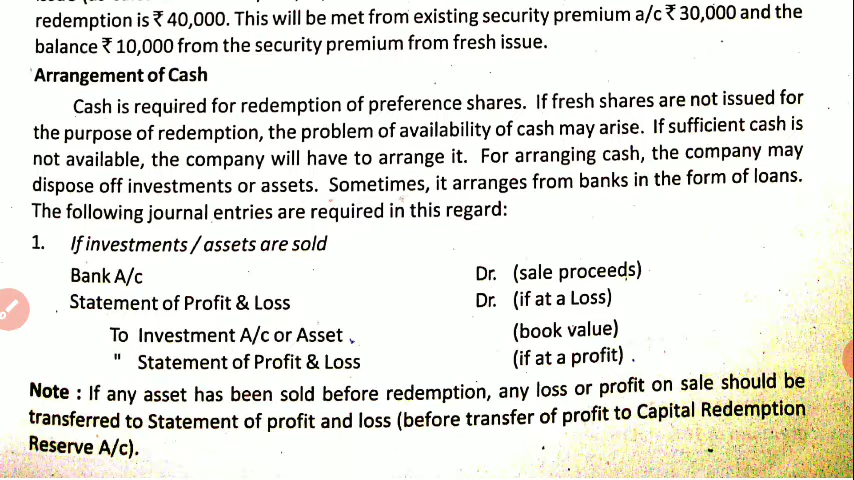 redemption is ₹ 40,000. This will be met from existing security premium a/c ₹ 30,000 and the
balance ₹ 10,000 from the security premium from fresh issue.
Arrangement of Cash
Cash is required for redemption of preference shares. If fresh shares are not issued for
the purpose of redemption, the problem of availability of cash may arise. If sufficient cash is
not available, the company will have to arrange it. For arranging cash, the company may
dispose off investments or assets. Sometimes, it arranges from banks in the form of loans.
The following journal entries are required in this regard:
1. If investments / assets are sold
Bank A/c Dr. (sale proceeds)
Statement of Profit & Loss Dr. (if at a Loss)
To Investment A/c or Asset (book value)
" Statement of Profit & Loss (if at a profit) .
Note : If any asset has been sold before redemption, any loss or profit on sale should be
transferred to Statement of profit and loss (before transfer of profit to Capital Redemption
Reserve A/c).